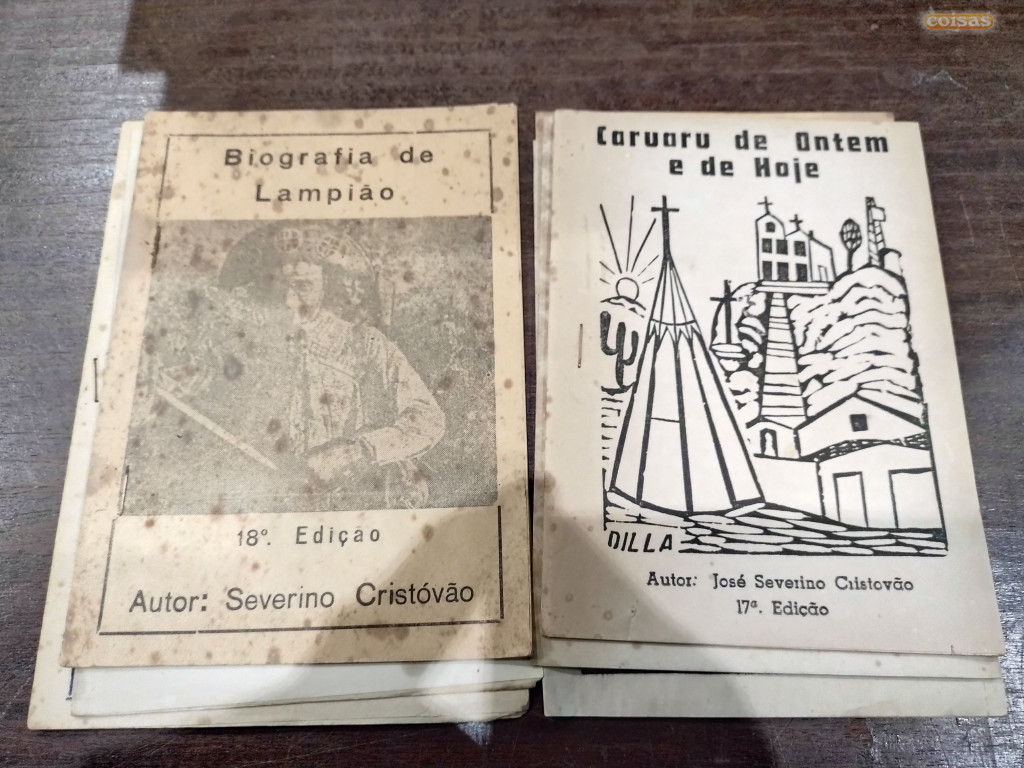 coisas
Biografia de
Lampião
18º. Edição
Autor: Severino Cristóvão
Caruaru de Ontem
e de Hoje
DILLA
Autor: José Severino Cristovão
17ª. Edição